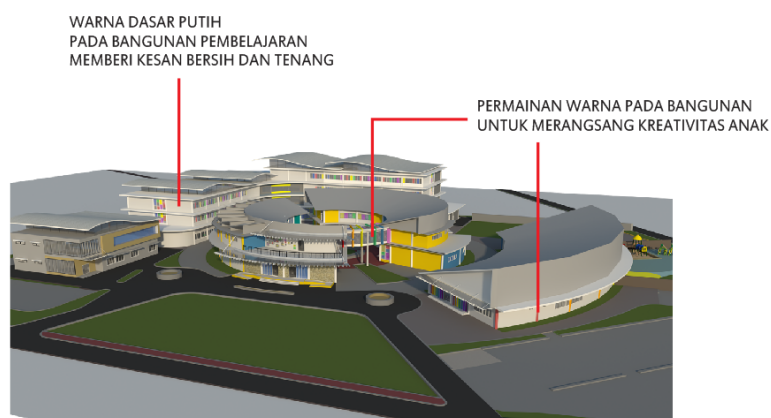 WARNA DASAR PUTIH
PADA BANGUNAN PEMBELAJARAN
MEMBERI KESAN BERSIH DAN TENANG
PERMAINAN WARNA PADA BANGUNAN
UNTUK MERANGSANG KREATIVITAS ANAK